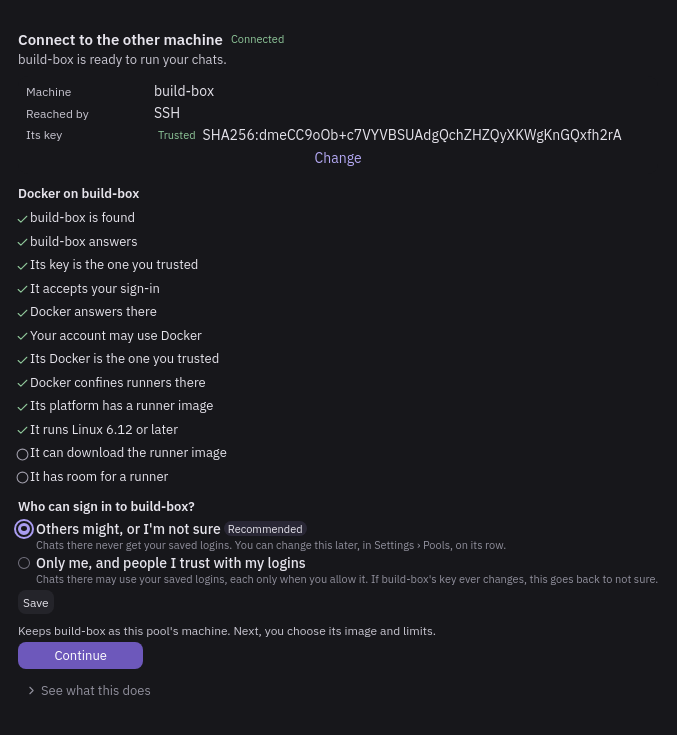 Connect to the other machine Connected
build-box is ready to run your chats.
Machine build-box
Reached by SSH
Its key Trusted SHA256:dmeCC9oOb+c7VYVBSUAdgQchZHZQyXKWgKnGQxfh2rA
Change
Docker on build-box
build-box is found
build-box answers
Its key is the one you trusted
It accepts your sign-in
Docker answers there
Your account may use Docker
Its Docker is the one you trusted
Docker confines runners there
Its platform has a runner image
It runs Linux 6.12 or later
It can download the runner image
It has room for a runner
Who can sign in to build-box?
Others might, or I'm not sure Recommended
Chats there never get your saved logins. You can change this later, in Settings › Pools, on its row.
Only me, and people I trust with my logins
Chats there may use your saved logins, each only when you allow it. If build-box's key ever changes, this goes back to not sure.
Save
Keeps build-box as this pool's machine. Next, you choose its image and limits.
Continue
See what this does